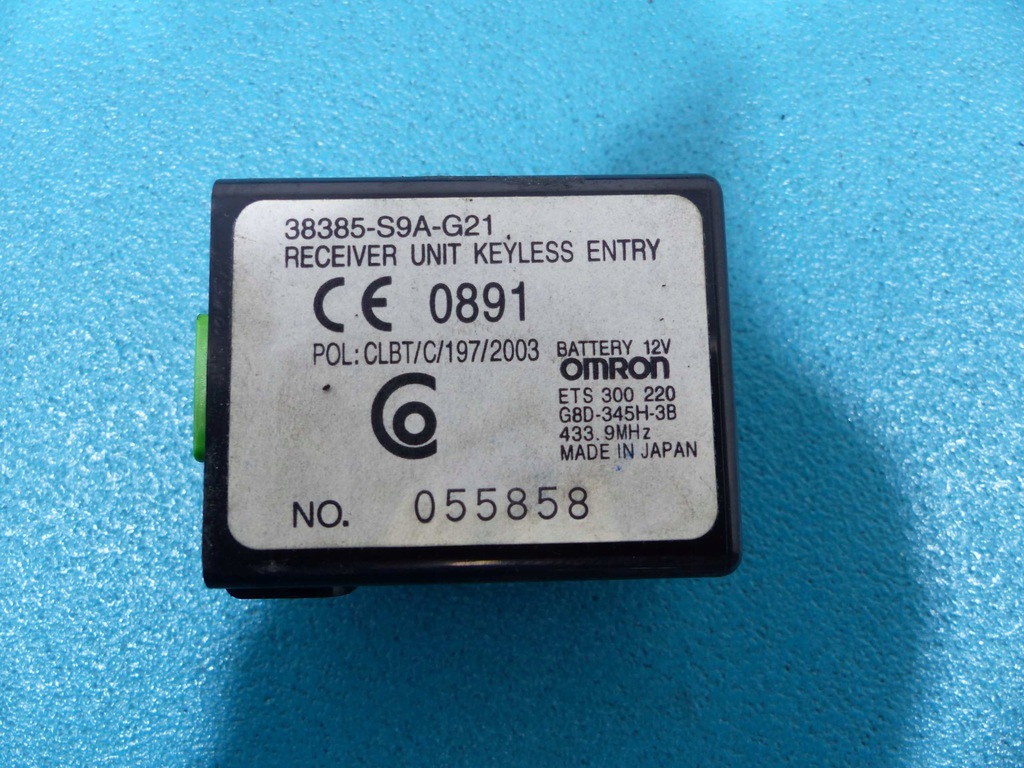 38385-S9A-G21
RECEIVER UNIT KEYLESS ENTRY
CE 0891
POL: CLBT/C/197/2003
BATTERY 12V
OMRON
ETS 300 220
G8D-345H-3B
433.9MHz
MADE IN JAPAN
NO. 055858